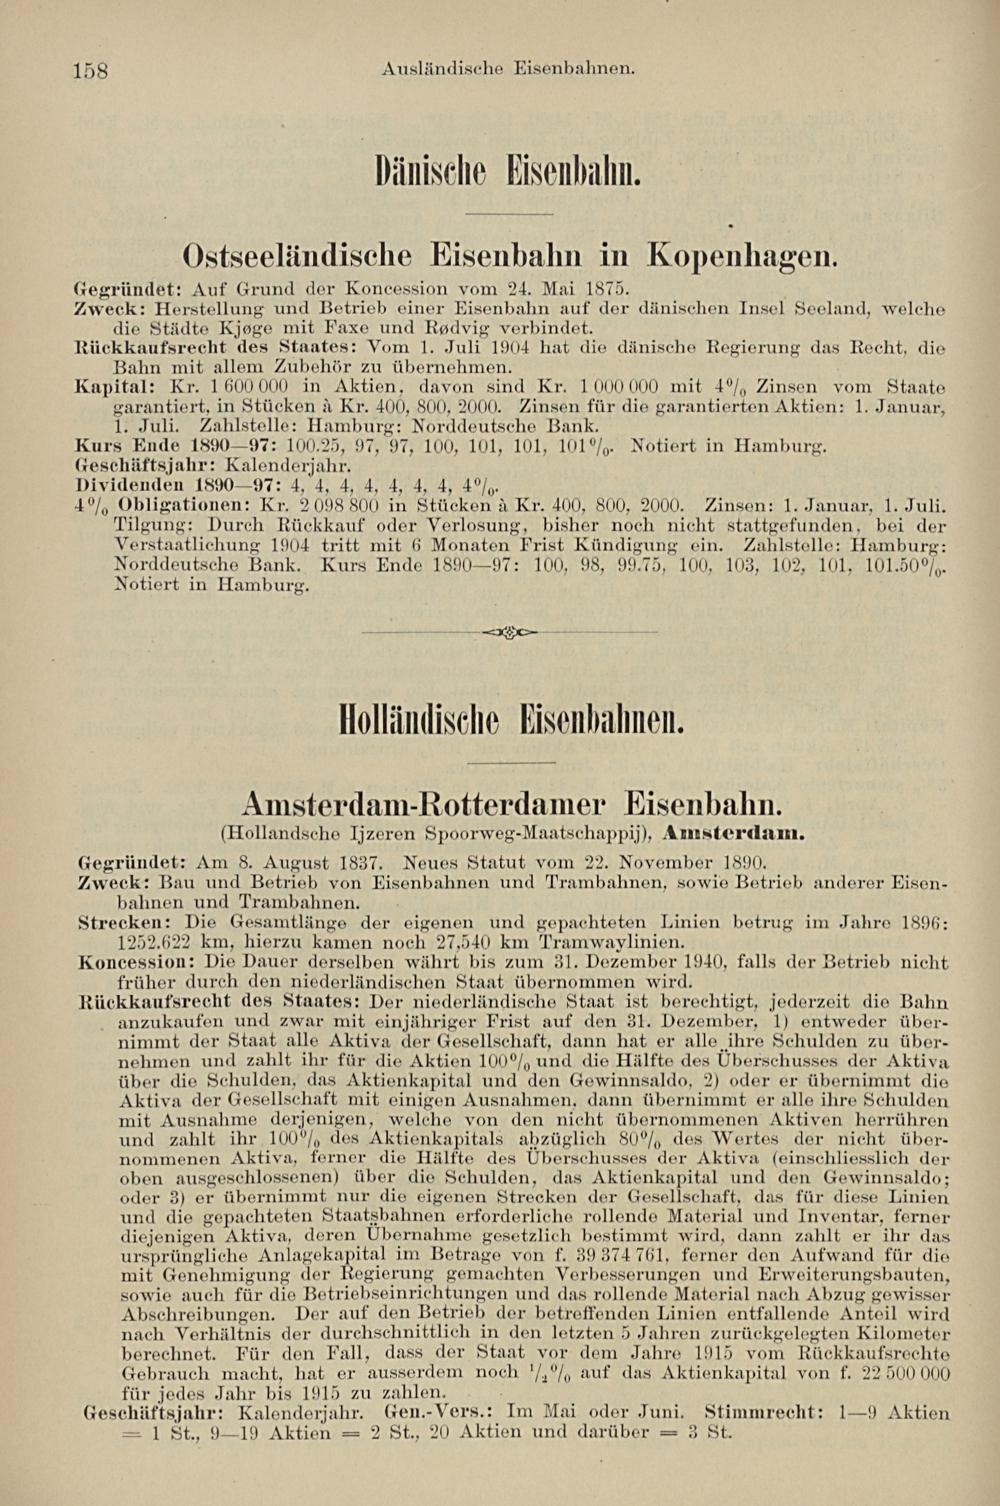 158
Ausländische Eisenbahnen.
Dänische Eisenbahn.
Ostseeländische Eisenbahn in Kopenhagen.
Gegründet: Auf Grund der Koncession vom 24. Mai 1875.
Zweck: Herstellung und Betrieb einer Eisenbahn auf der dänischen Insel Seeland, welche
die Städte Kjøge mit Faxe und Rødvig verbindet.
Rückkaufsrecht des Staates: Vom 1. Juli 1904 hat die dänische Regierung das Recht, die
Bahn mit allem Zubehör zu übernehmen.
Kapital: Kr. 1 600 000 in Aktien, davon sind Kr. 1 000 000 mit 4% Zinsen vom Staate
garantiert, in Stücken à Kr. 400, 800, 2000. Zinsen für die garantierten Aktien: 1. Januar,
1. Juli. Zahlstelle: Hamburg: Norddeutsche Bank.
Kurs Ende 1890—97: 100.25, 97, 97, 100, 101, 101, 101%. Notiert in Hamburg.
Geschäftsjahr: Kalenderjahr.
Dividenden 1890—97: 4, 4, 4, 4, 4, 4, 4, 4%.
4% Obligationen: Kr. 2 098 800 in Stücken à Kr. 400, 800, 2000. Zinsen: 1. Januar, 1. Juli.
Tilgung: Durch Rückkauf oder Verlosung, bisher noch nicht stattgefunden, bei der
Verstaatlichung 1904 tritt mit 6 Monaten Frist Kündigung ein. Zahlstelle: Hamburg:
Norddeutsche Bank. Kurs Ende 1890—97: 100, 98, 99.75, 100, 103, 102, 101, 101.50%.
Notiert in Hamburg.
Holländische Eisenbahnen.
Amsterdam-Rotterdamer Eisenbahn.
(Hollandsche Ijzeren Spoorweg-Maatschappij), Amsterdam.
Gegründet: Am 8. August 1837. Neues Statut vom 22. November 1890.
Zweck: Bau und Betrieb von Eisenbahnen und Trambahnen, sowie Betrieb anderer Eisen-
bahnen und Trambahnen.
Strecken: Die Gesamtlänge der eigenen und gepachteten Linien betrug im Jahre 1896:
1252.622 km, hierzu kamen noch 27,540 km Tramwaylinien.
Koncession: Die Dauer derselben währt bis zum 31. Dezember 1940, falls der Betrieb nicht
früher durch den niederländischen Staat übernommen wird.
Rückkaufsrecht des Staates: Der niederländische Staat ist berechtigt, jederzeit die Bahn
anzukaufen und zwar mit einjähriger Frist auf den 31. Dezember, 1) entweder über-
nimmt der Staat alle Aktiva der Gesellschaft, dann hat er alle ihre Schulden zu über-
nehmen und zahlt ihr für die Aktien 100% und die Hälfte des Überschusses der Aktiva
über die Schulden, das Aktienkapital und den Gewinnsaldo, 2) oder er übernimmt die
Aktiva der Gesellschaft mit einigen Ausnahmen, dann übernimmt er alle ihre Schulden
mit Ausnahme derjenigen, welche von den nicht übernommenen Aktiven herrühren
und zahlt ihr 100% des Aktienkapitals abzüglich 80% des Wertes der nicht über-
nommenen Aktiva, ferner die Hälfte des Überschusses der Aktiva (einschliesslich der
oben ausgeschlossenen) über die Schulden, das Aktienkapital und den Gewinnsaldo;
oder 3) er übernimmt nur die eigenen Strecken der Gesellschaft, das für diese Linien
und die gepachteten Staatsbahnen erforderliche rollende Material und Inventar, ferner
diejenigen Aktiva, deren Übernahme gesetzlich bestimmt wird, dann zahlt er ihr das
ursprüngliche Anlagekapital im Betrage von f. 39 374 761, ferner den Aufwand für die
mit Genehmigung der Regierung gemachten Verbesserungen und Erweiterungsbauten,
sowie auch für die Betriebseinrichtungen und das rollende Material nach Abzug gewisser
Abschreibungen. Der auf den Betrieb der betreffenden Linien entfallende Anteil wird
nach Verhältnis der durchschnittlich in den letzten 5 Jahren zurückgelegten Kilometer
berechnet. Für den Fall, dass der Staat vor dem Jahre 1915 vom Rückkaufsrechte
Gebrauch macht, hat er ausserdem noch % auf das Aktienkapital von f. 22 500 000
für jedes Jahr bis 1915 zu zahlen.
Geschäftsjahr: Kalenderjahr. Gen.-Vers.: Im Mai oder Juni. Stimmrecht: 1—9 Aktien
= 1 St., 9—19 Aktien = 2 St., 20 Aktien und darüber = 3 St.